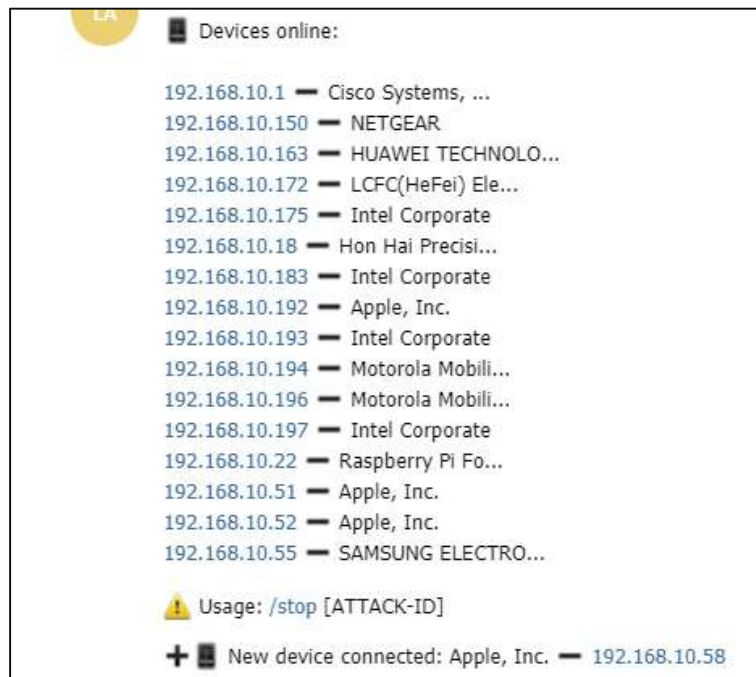 LA
Devices online:
192.168.10.1 — Cisco Systems, ...
192.168.10.150 — NETGEAR
192.168.10.163 — HUAWEI TECHNOLO...
192.168.10.172 — LCFC(HeFei) Ele...
192.168.10.175 — Intel Corporate
192.168.10.18 — Hon Hai Precisi...
192.168.10.183 — Intel Corporate
192.168.10.192 — Apple, Inc.
192.168.10.193 — Intel Corporate
192.168.10.194 — Motorola Mobili...
192.168.10.196 — Motorola Mobili...
192.168.10.197 — Intel Corporate
192.168.10.22 — Raspberry Pi Fo...
192.168.10.51 — Apple, Inc.
192.168.10.52 — Apple, Inc.
192.168.10.55 — SAMSUNG ELECTRO...
Usage: /stop [ATTACK-ID]
New device connected: Apple, Inc. — 192.168.10.58